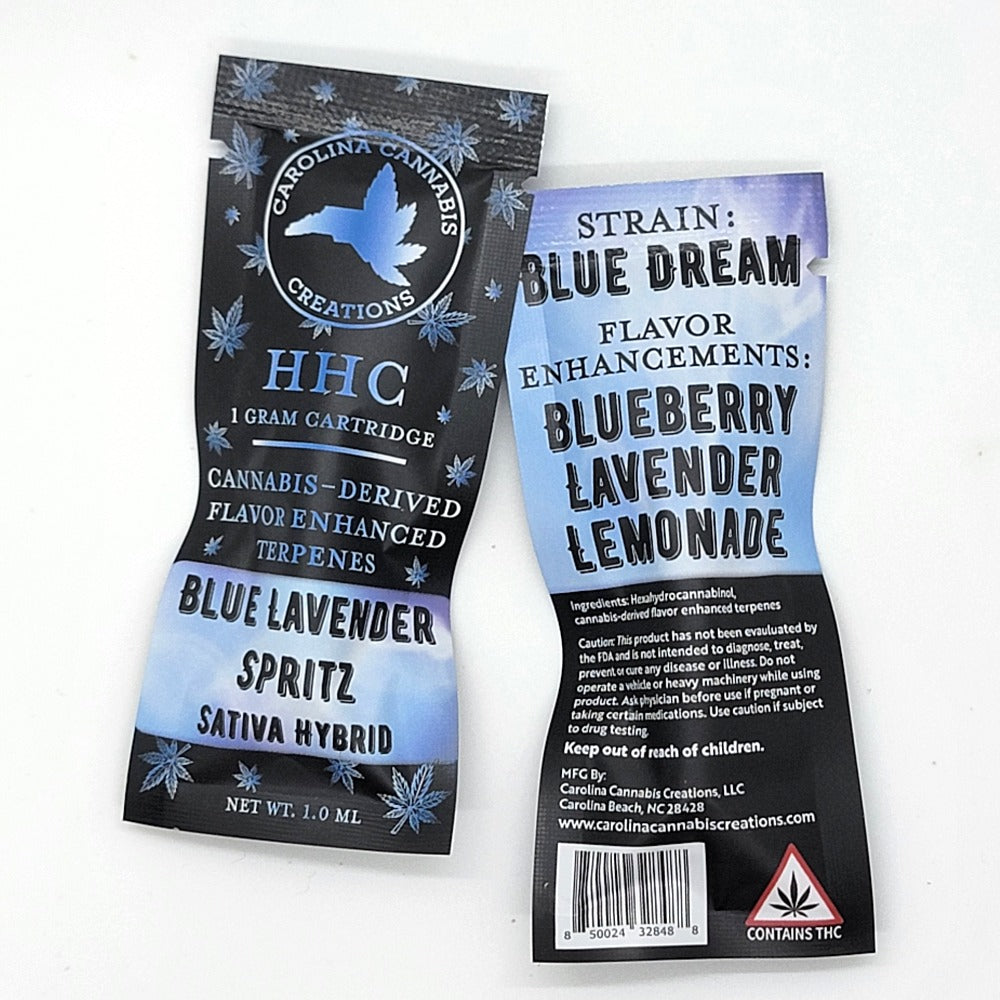 CAROLINA CANNABIS
CREATIONS
HHC
1 GRAM CARTRIDGE
CANNABIS-DERIVED
FLAVOR ENHANCED
TERPENES
BLUE LAVENDER
SPRITZ
SATIVA HYBRID
NET WT. 1.0 ML
STRAIN:
BLUE DREAM
FLAVOR
ENHANCEMENTS:
BLUEBERRY
LAVENDER
LEMONADE
Ingredients: Hexahydrocannabinol,
cannabis-derived flavor enhanced terpenes
Caution: This product has not been evauluated by
the FDA and is not intended to diagnose, treat,
prevent or cure any disease or illness. Do not
operate a vehicle or heavy machinery while using
product. Ask physician before use if pregnant or
taking certain medications. Use caution if subject
to drug testing.
Keep out of reach of children.
MFG By:
Carolina Cannabis Creations, LLC
Carolina Beach, NC 28428
www.carolinacannabiscreations.com
8 50024 32848 8
CONTAINS THC